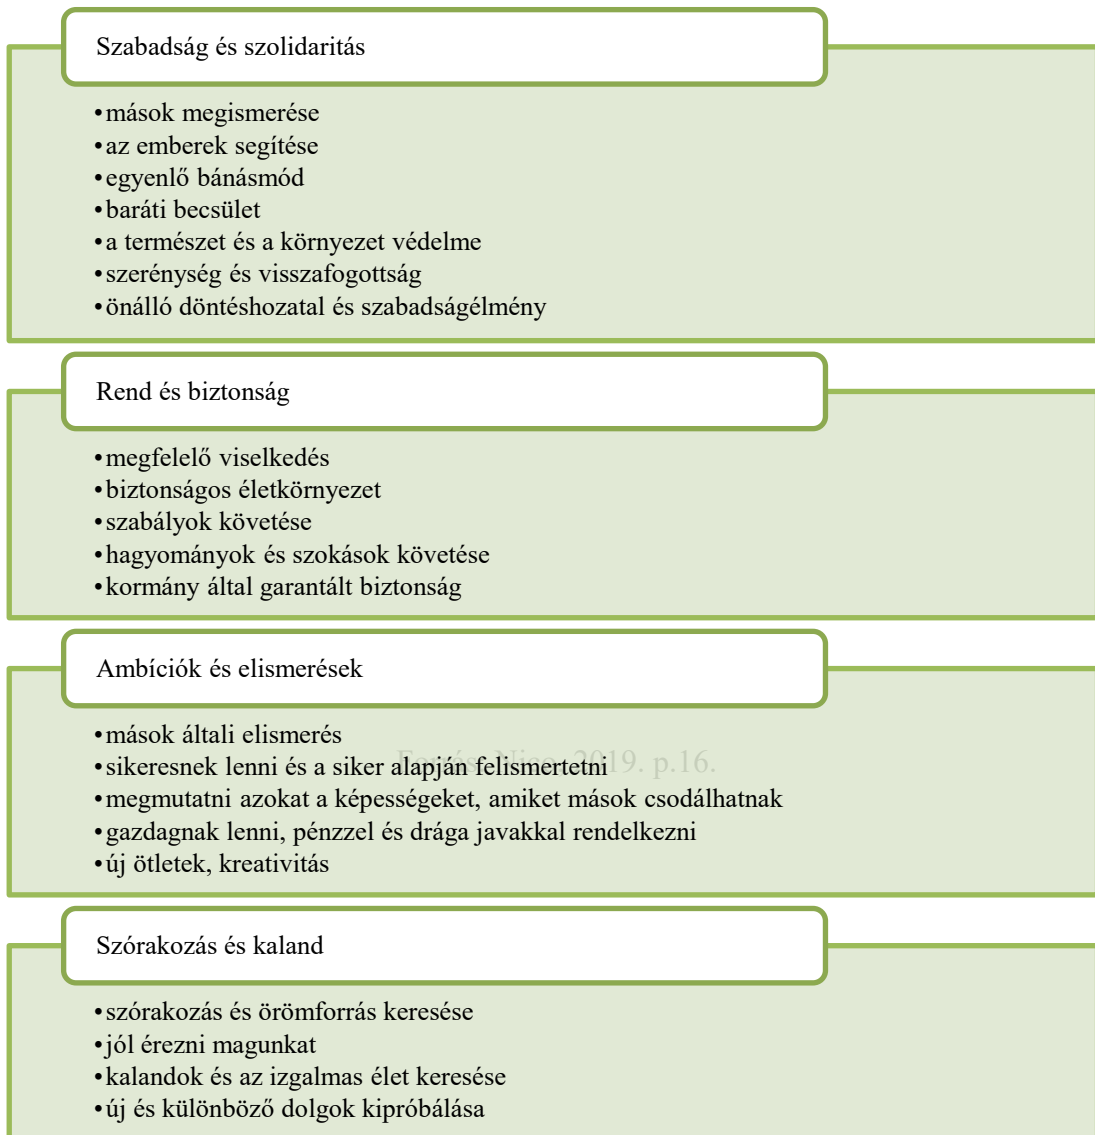 Szabadság és szolidaritás
•mások megismerése
•az emberek segítése
•egyenlő bánásmód
•baráti becsület
•a természet és a környezet védelme
•szerénység és visszafogottság
•önálló döntéshozatal és szabadságélmény
Rend és biztonság
•megfelelő viselkedés
•biztonságos életkörnyezet
•szabályok követése
•hagyományok és szokások követése
•kormány által garantált biztonság
Ambíciók és elismerések
•mások általi elismerés
2019. p.16.
•sikeresnek lenni és a siker alapján felismertetni
•megmutatni azokat a képességeket, amiket mások csodálhatnak
•gazdagnak lenni, pénzzel és drága javakkal rendelkezni
•új ötletek, kreativitás
Szórakozás és kaland
•szórakozás és örömforrás keresése
•jól érezni magunkat
•kalandok és az izgalmas élet keresése
•új és különböző dolgok kipróbálása